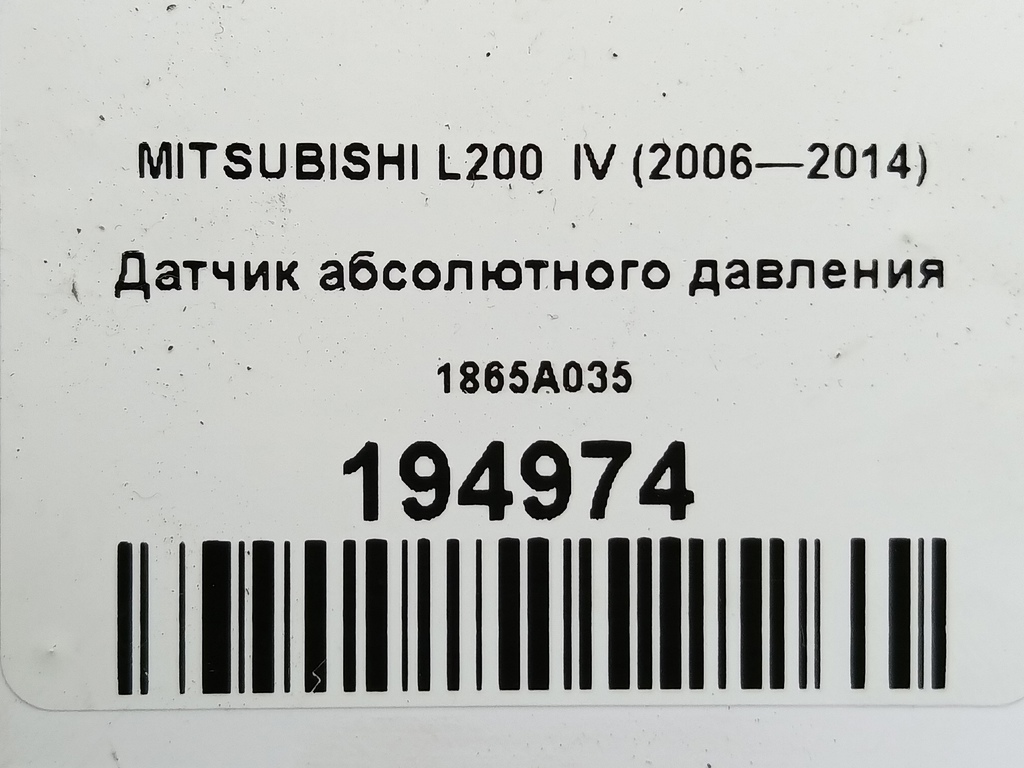 MITSUBISHI L200 IV (2006—2014)
Датчик абсолютного давления
1865A035
194974